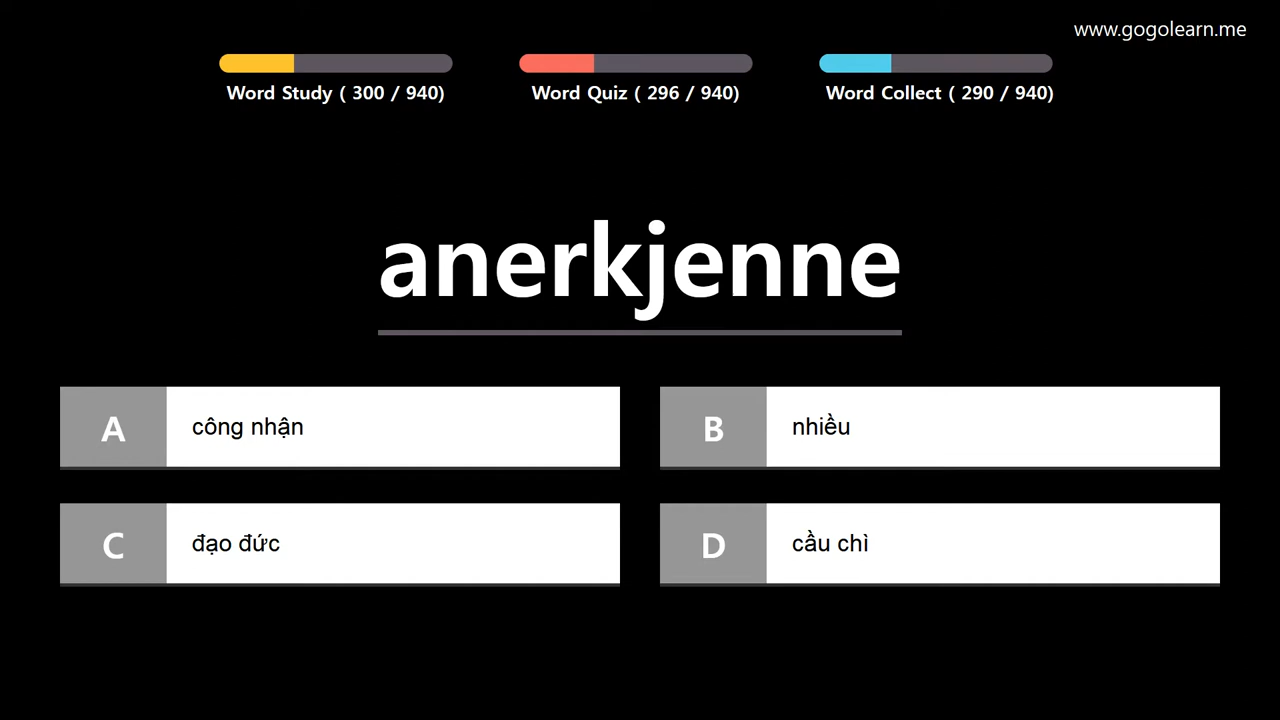 www.gogolearn.me
Word Study ( 300 / 940)
Word Quiz ( 296 / 940)
Word Collect ( 290 / 940)
anerkjenne
A công nhận
B nhiều
C đạo đức
D cầu chì